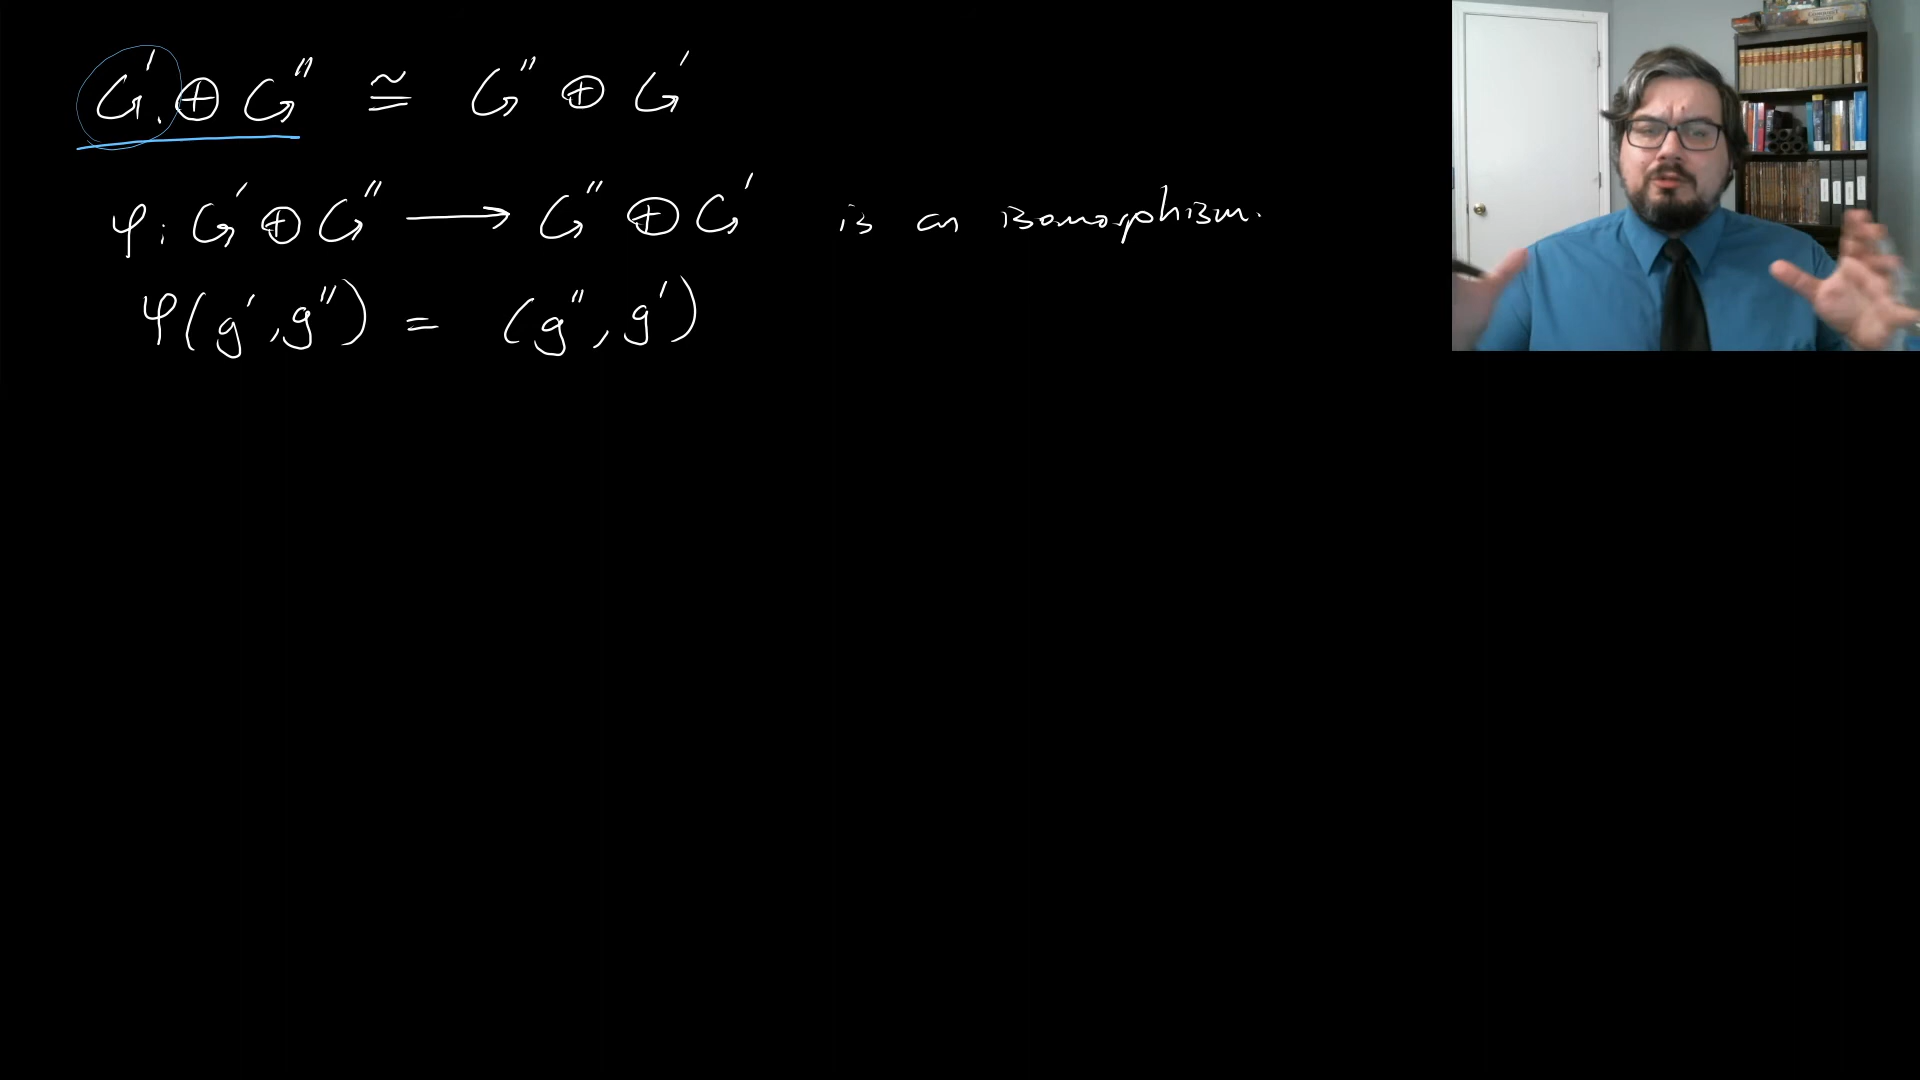 G′ ⊕ G″ ≅ G″ ⊕ G′
φ: G′ ⊕ G″ ⟶ G″ ⊕ G′ is an isomorphism.
φ(g′, g″) = (g″, g′)